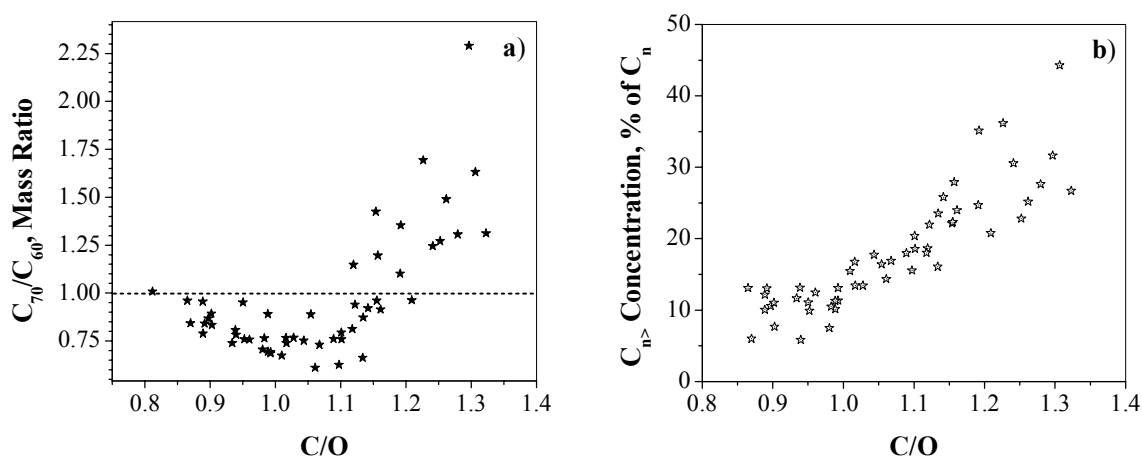 a)
C₇₀/C₆₀, Mass Ratio
2.25
2.00
1.75
1.50
1.25
1.00
0.75
0.8 0.9 1.0 1.1 1.2 1.3 1.4
C/O
b)
Cₙ> Concentration, % of Cₙ
50
40
30
20
10
0
0.8 0.9 1.0 1.1 1.2 1.3 1.4
C/O